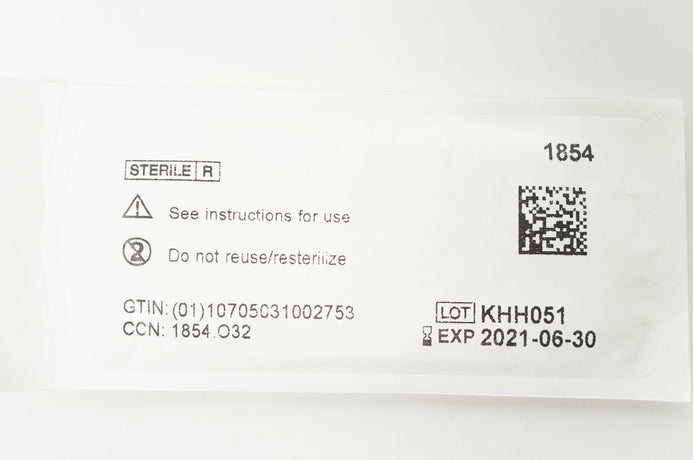 1854
STERILE R
See instructions for use
Do not reuse/resterilize
GTIN: (01)10705031002753
CCN: 1854.O32
LOT KHH051
EXP 2021-06-30